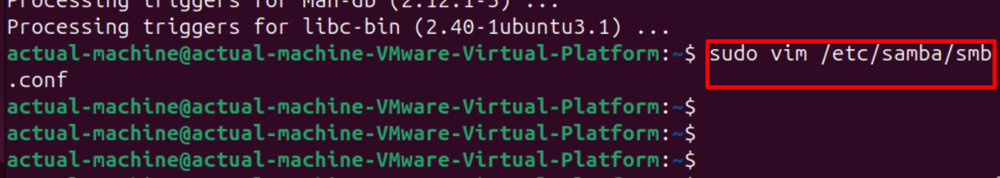 Processing triggers for man-db (2.12.1-3) ...
Processing triggers for libc-bin (2.40-1ubuntu3.1) ...
actual-machine@actual-machine-VMware-Virtual-Platform:~$ sudo vim /etc/samba/smb
.conf
actual-machine@actual-machine-VMware-Virtual-Platform:~$
actual-machine@actual-machine-VMware-Virtual-Platform:~$
actual-machine@actual-machine-VMware-Virtual-Platform:~$